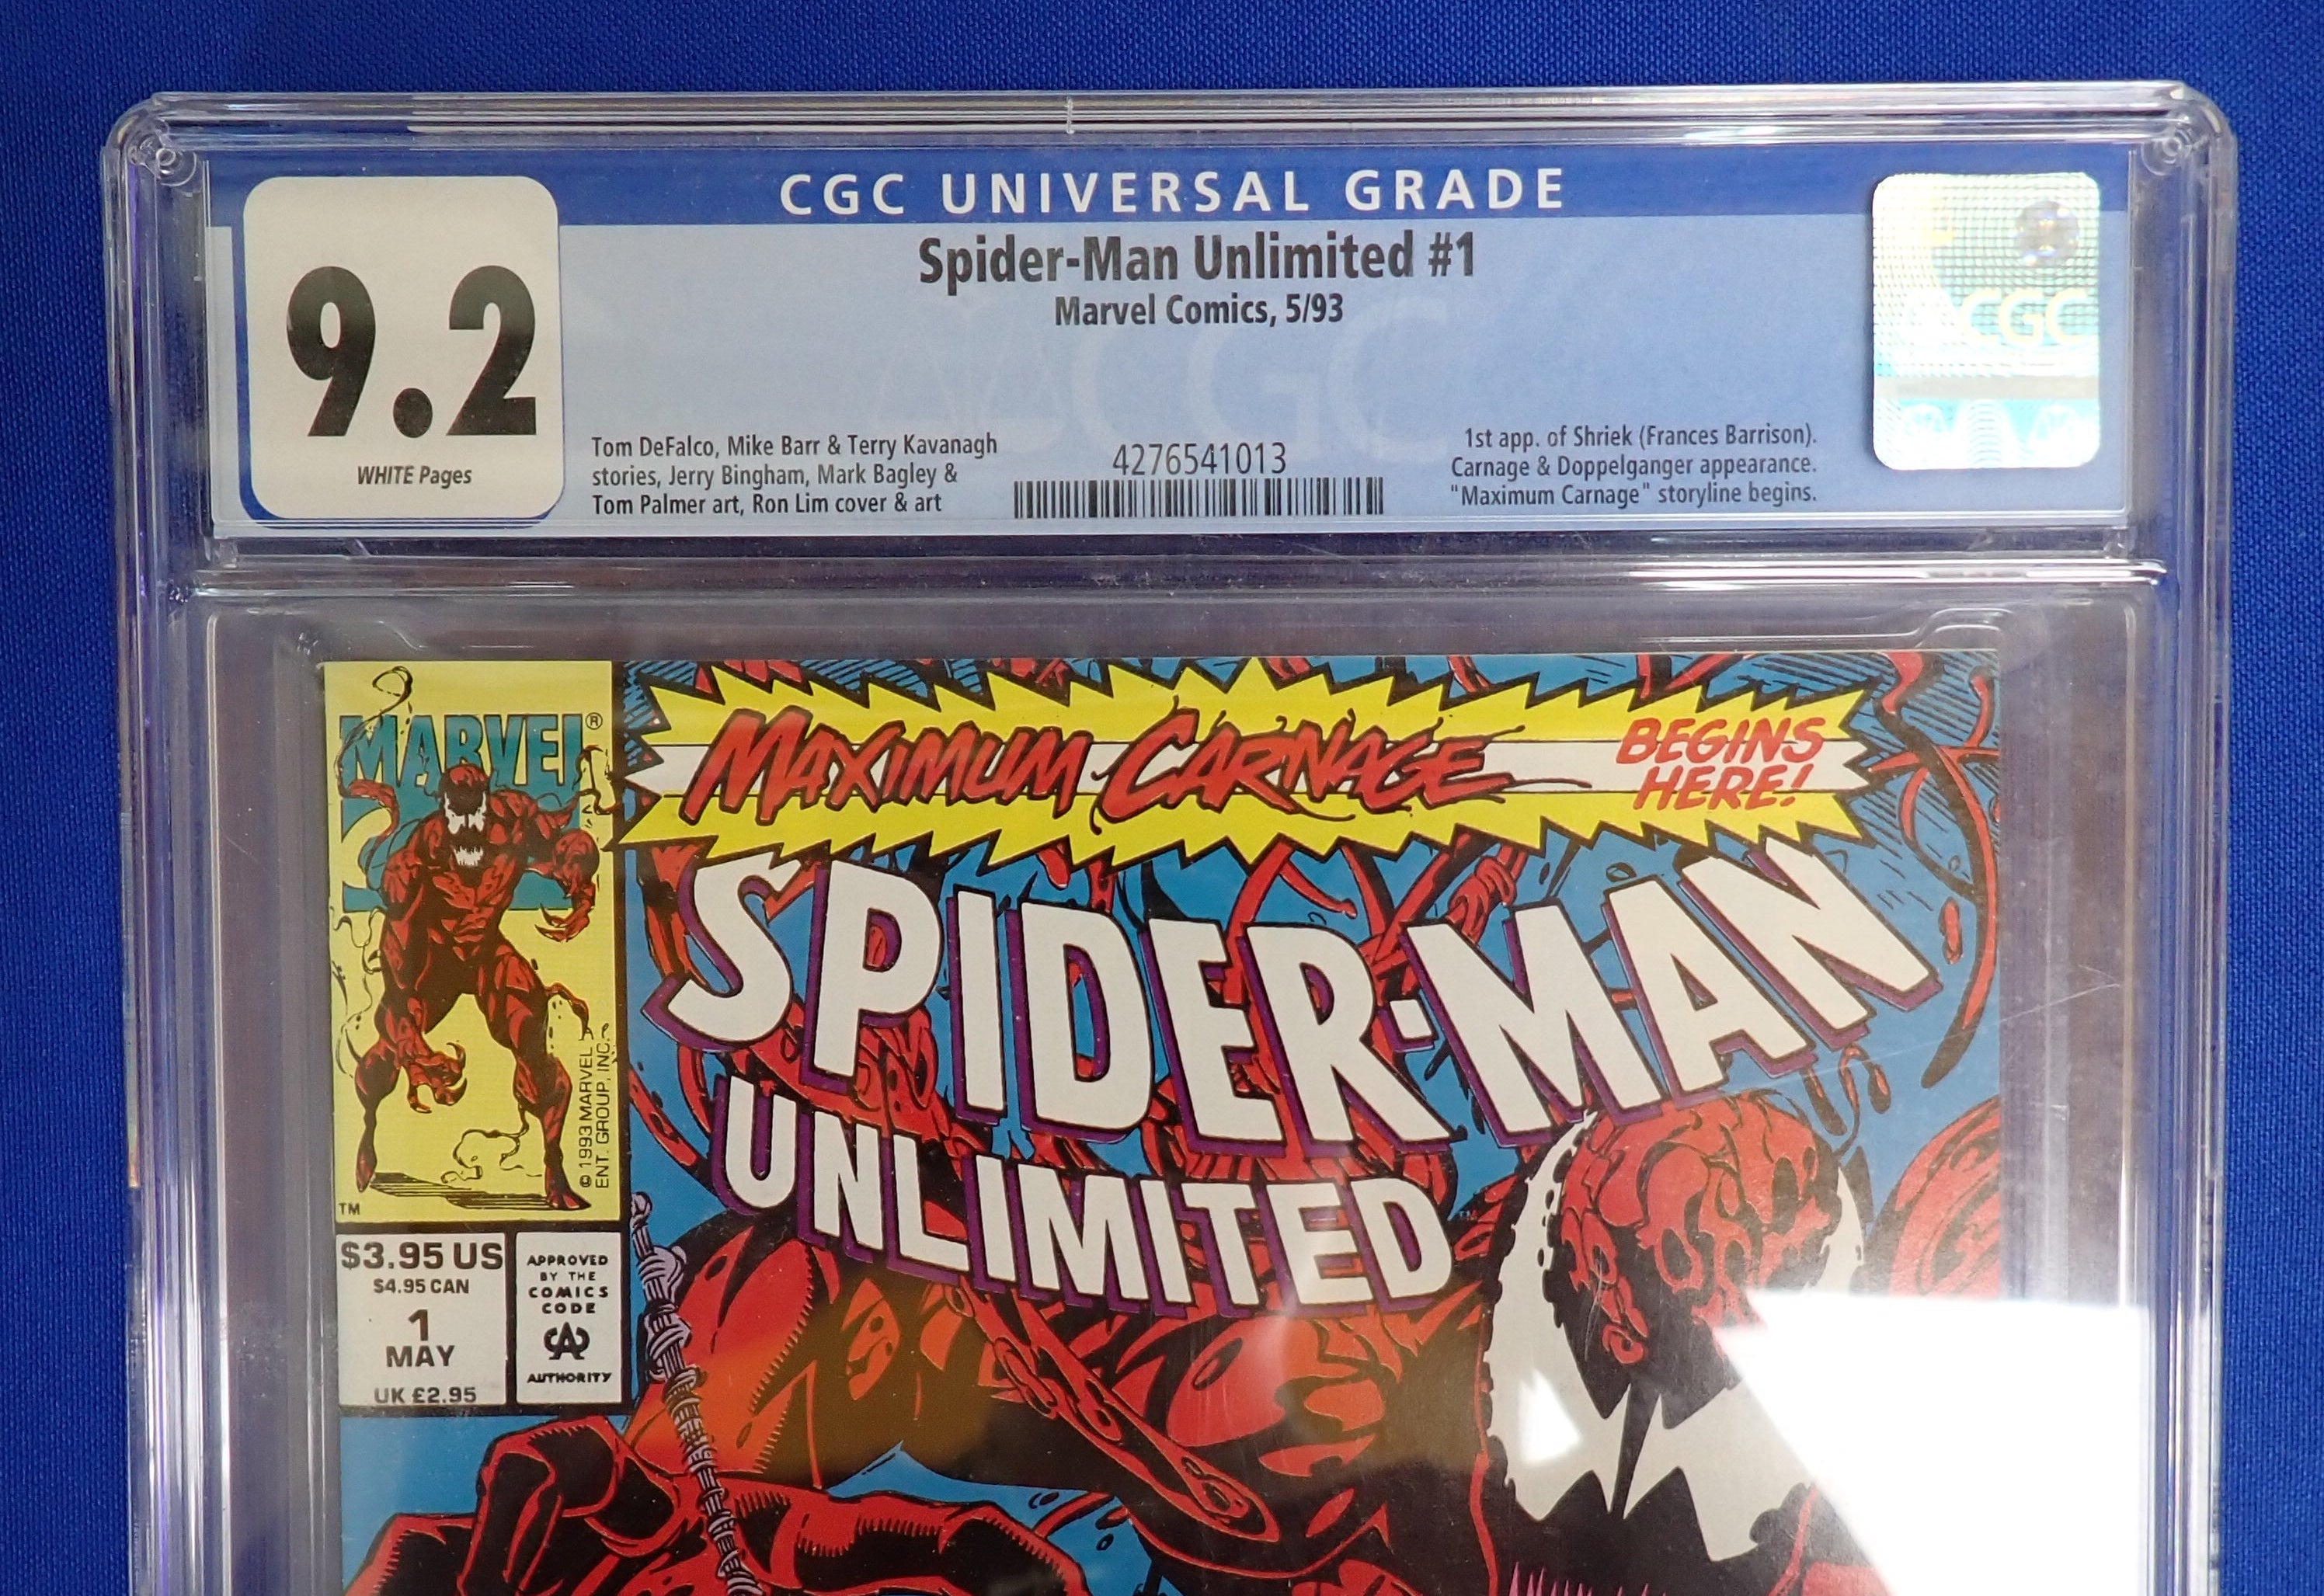 CGC UNIVERSAL GRADE
9.2
WHITE Pages
Spider-Man Unlimited #1
Marvel Comics, 5/93
Tom DeFalco, Mike Barr & Terry Kavanagh
stories, Jerry Bingham, Mark Bagley &
Tom Palmer art, Ron Lim cover & art
4276541013
1st app. of Shriek (Frances Barrison).
Carnage & Doppelganger appearance.
"Maximum Carnage" storyline begins.
CGC
CGC
MARVEL®
MAXIMUM CARNAGE
BEGINS
HERE!
SPIDER-MAN
UNLIMITED
TM
© 1993 MARVEL
ENT. GROUP, INC.
TM
$3.95 US
$4.95 CAN
1
MAY
UK £2.95
APPROVED
BY THE
COMICS
CODE
CA
AUTHORITY